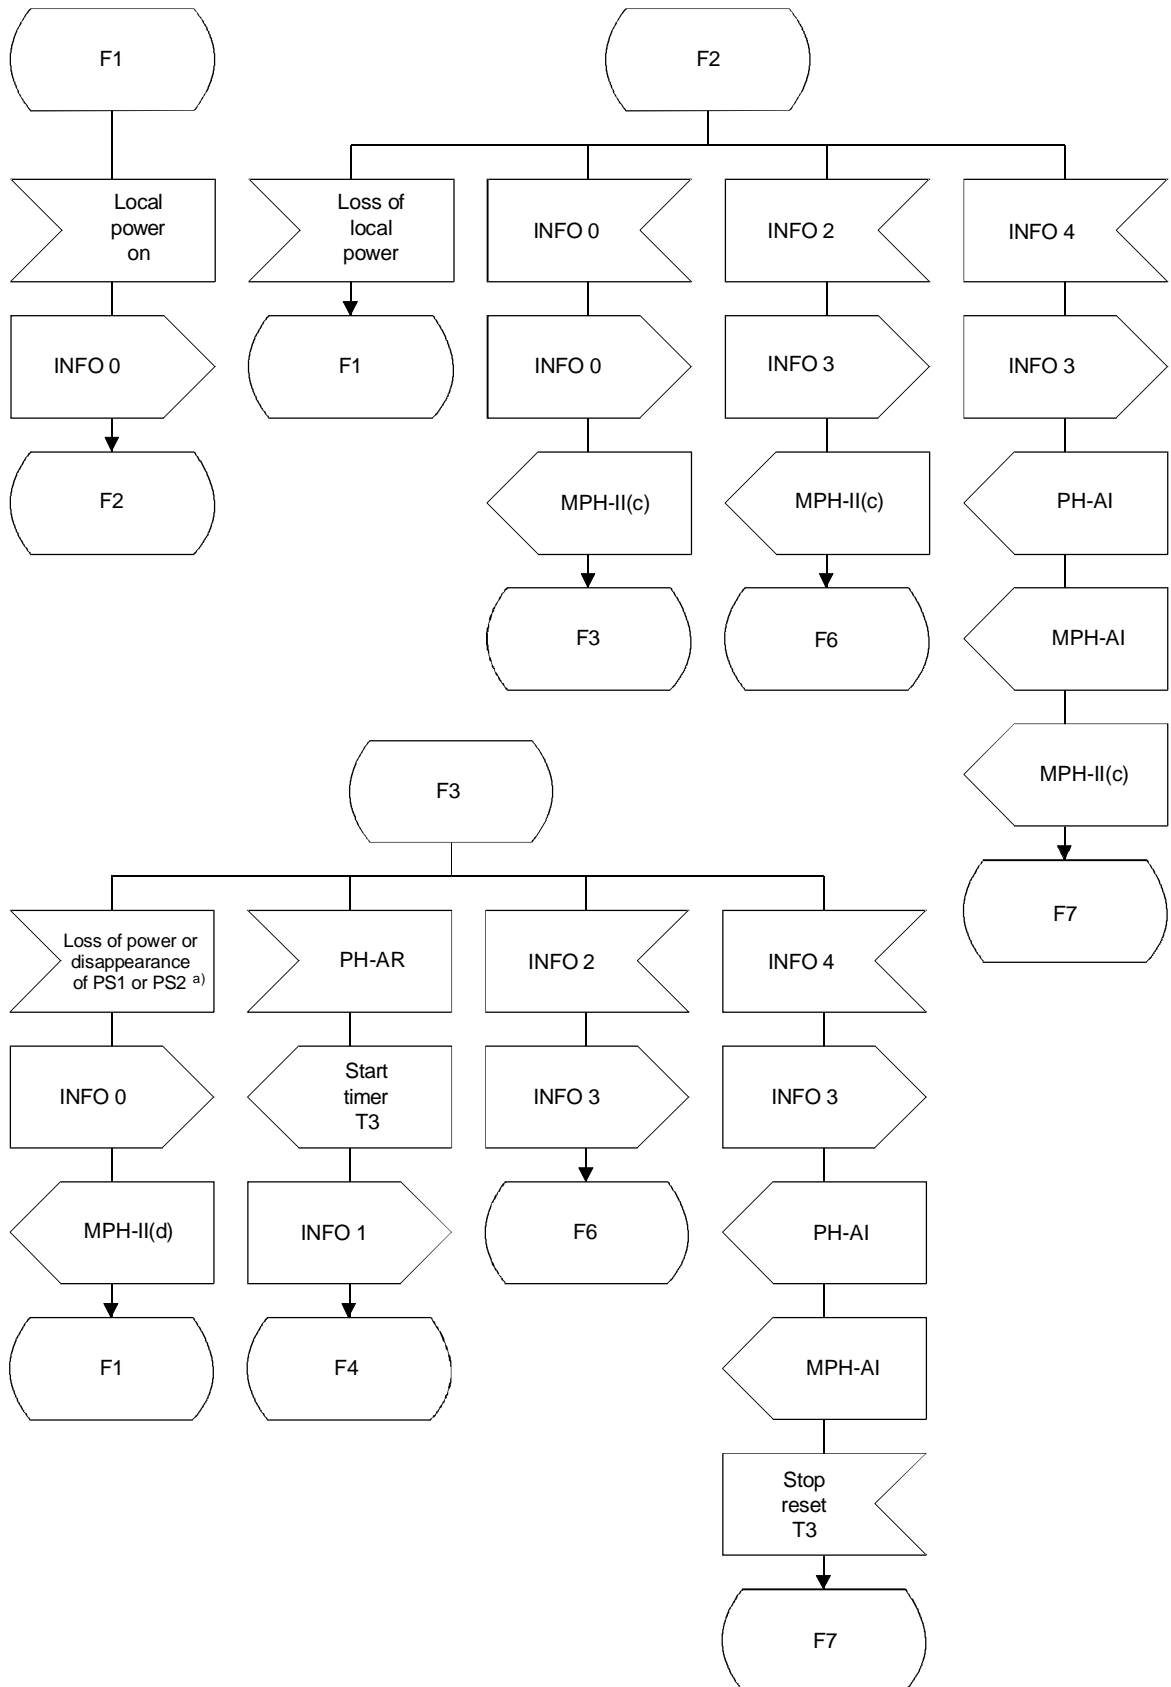 F1
F2
Local
power
on
Loss of
local
power
INFO 0
INFO 2
INFO 4
INFO 0
F1
INFO 0
INFO 3
INFO 3
F2
MPH-II(c)
MPH-II(c)
PH-AI
F3
F6
MPH-AI
MPH-II(c)
F7
F3
Loss of power or
disappearance
of PS1 or PS2 a)
PH-AR
INFO 2
INFO 4
INFO 0
Start
timer
T3
INFO 3
INFO 3
MPH-II(d)
INFO 1
F6
PH-AI
F1
F4
MPH-AI
Stop
reset
T3
F7